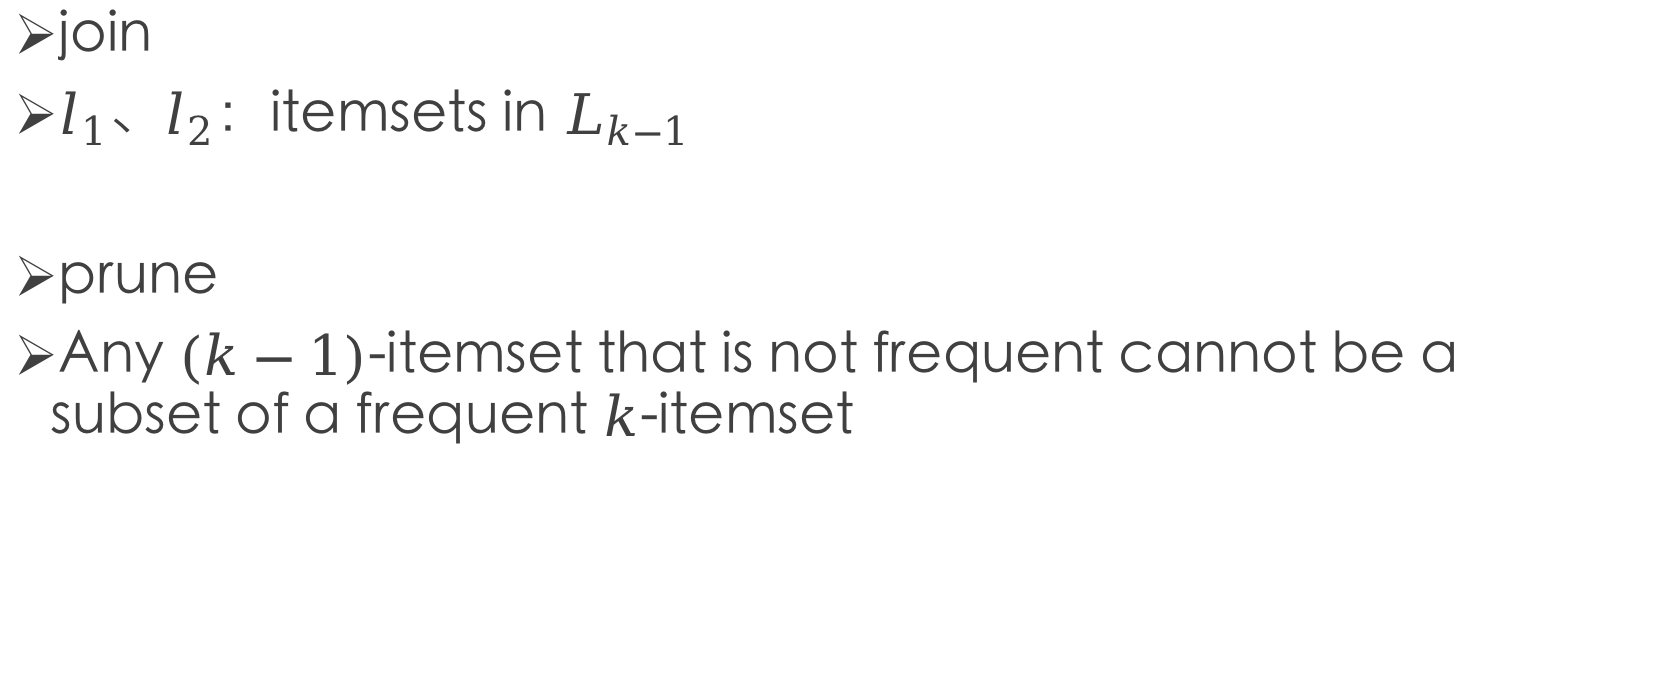 ➢join
➢𝑙₁、𝑙₂: itemsets in 𝐿ₖ₋₁
➢prune
➢Any (𝑘 − 1)-itemset that is not frequent cannot be a
subset of a frequent 𝑘-itemset